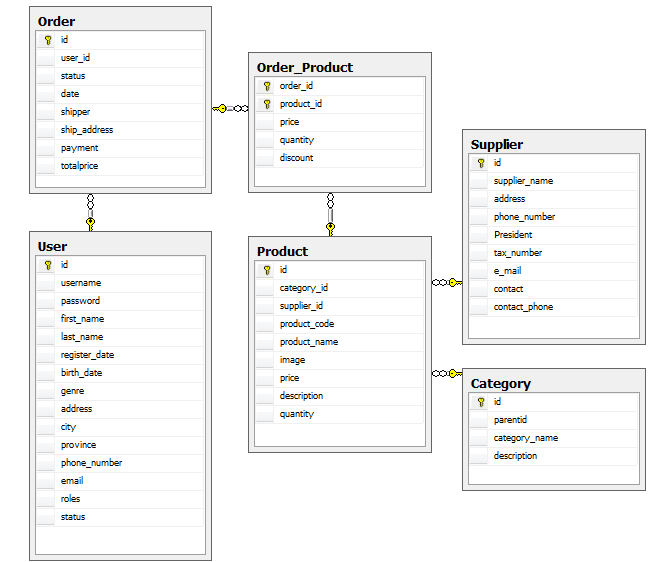 Order
id
user_id
status
date
shipper
ship_address
payment
totalprice
Order_Product
order_id
product_id
price
quantity
discount
Supplier
id
supplier_name
address
phone_number
President
tax_number
e_mail
contact
contact_phone
User
id
username
password
first_name
last_name
register_date
birth_date
genre
address
city
province
phone_number
email
roles
status
Product
id
category_id
supplier_id
product_code
product_name
image
price
description
quantity
Category
id
parentid
category_name
description